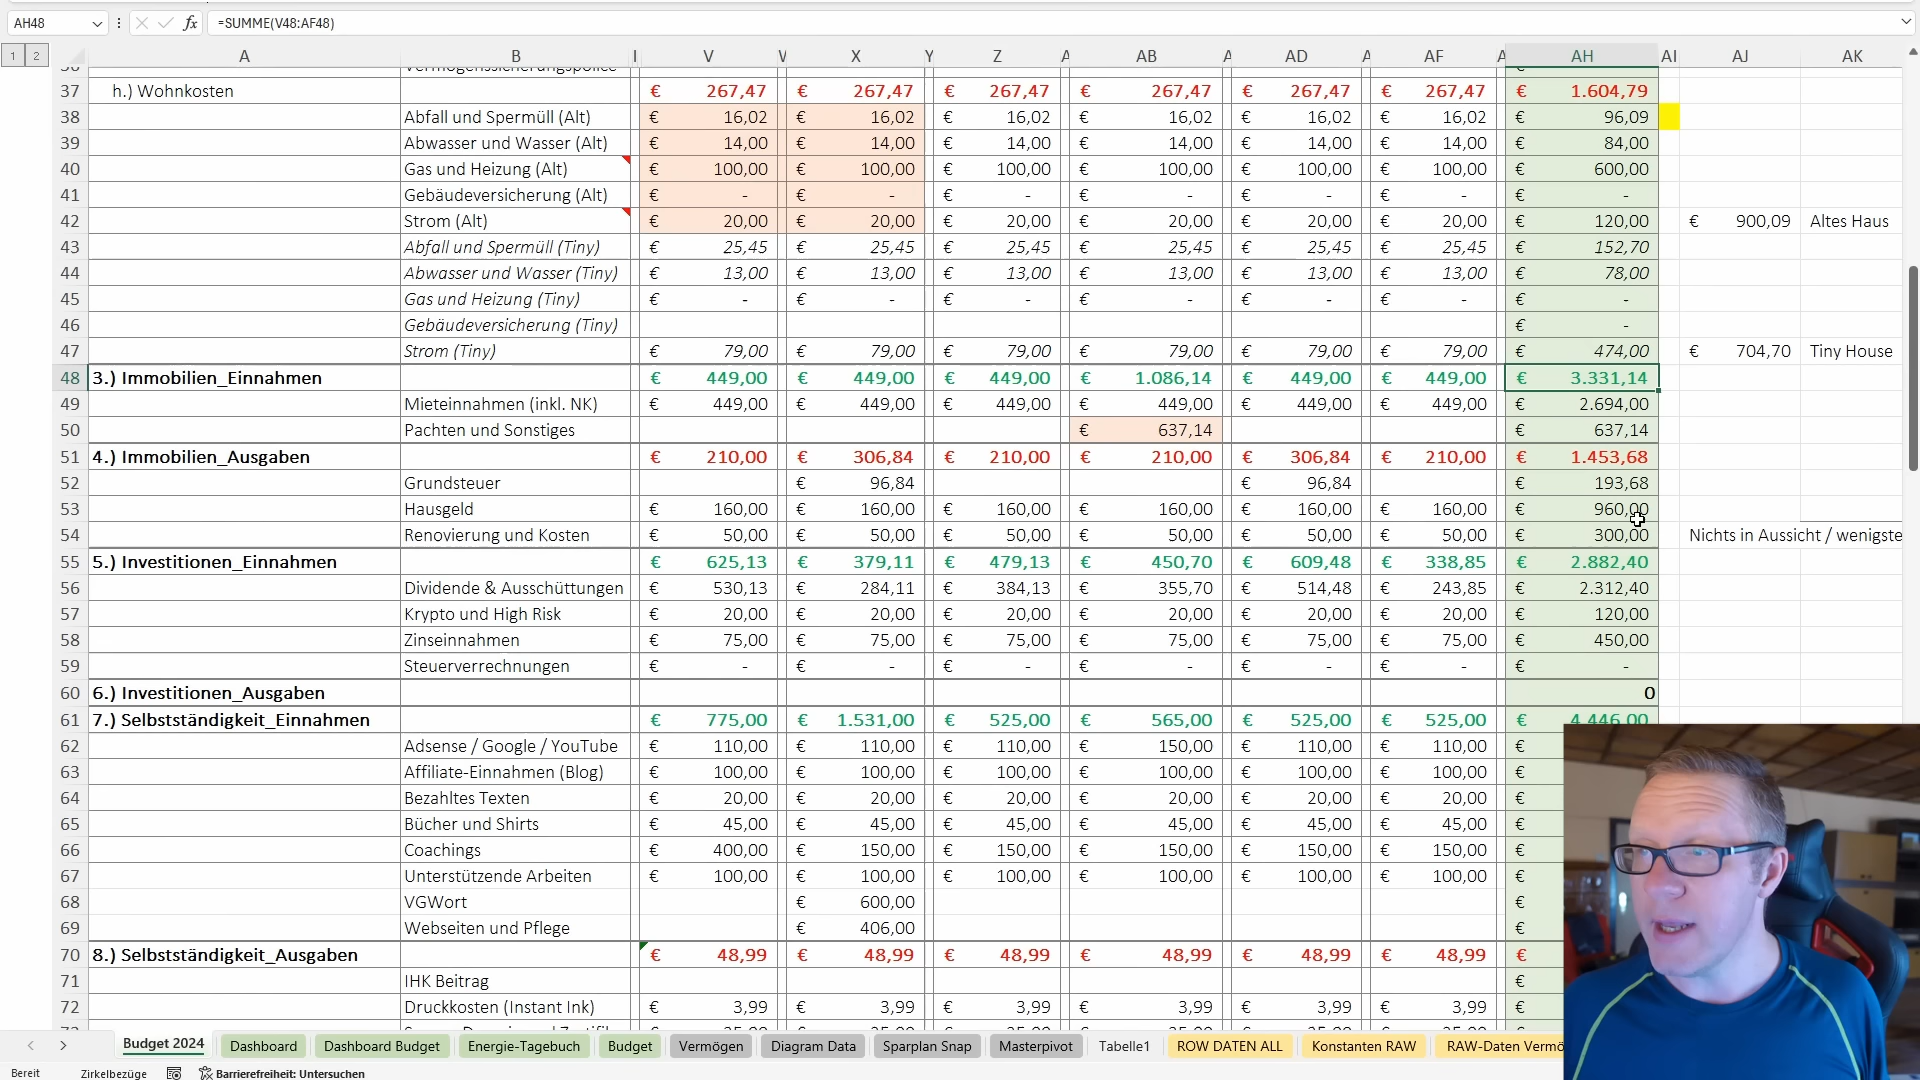 AH48 fx =SUMME(V48:AF48)
1 2 A B I V W X Y Z A AB A AD A AF A AH AI AJ AK
37 h.) Wohnkosten € 267,47 € 267,47 € 267,47 € 267,47 € 267,47 € 267,47 € 1.604,79
38 Abfall und Spermüll (Alt) € 16,02 € 16,02 € 16,02 € 16,02 € 16,02 € 16,02 € 96,09
39 Abwasser und Wasser (Alt) € 14,00 € 14,00 € 14,00 € 14,00 € 14,00 € 14,00 € 84,00
40 Gas und Heizung (Alt) € 100,00 € 100,00 € 100,00 € 100,00 € 100,00 € 100,00 € 600,00
41 Gebäudeversicherung (Alt) € - € - € - € - € - € - € -
42 Strom (Alt) € 20,00 € 20,00 € 20,00 € 20,00 € 20,00 € 20,00 € 120,00 € 900,09 Altes Haus
43 Abfall und Spermüll (Tiny) € 25,45 € 25,45 € 25,45 € 25,45 € 25,45 € 25,45 € 152,70
44 Abwasser und Wasser (Tiny) € 13,00 € 13,00 € 13,00 € 13,00 € 13,00 € 13,00 € 78,00
45 Gas und Heizung (Tiny) € - € - € - € - € - € - € -
46 Gebäudeversicherung (Tiny) € -
47 Strom (Tiny) € 79,00 € 79,00 € 79,00 € 79,00 € 79,00 € 79,00 € 474,00 € 704,70 Tiny House
48 3.) Immobilien_Einnahmen € 449,00 € 449,00 € 449,00 € 1.086,14 € 449,00 € 449,00 € 3.331,14
49 Mieteinnahmen (inkl. NK) € 449,00 € 449,00 € 449,00 € 449,00 € 449,00 € 449,00 € 2.694,00
50 Pachten und Sonstiges € 637,14 € 637,14
51 4.) Immobilien_Ausgaben € 210,00 € 306,84 € 210,00 € 210,00 € 306,84 € 210,00 € 1.453,68
52 Grundsteuer € 96,84 € 96,84 € 193,68
53 Hausgeld € 160,00 € 160,00 € 160,00 € 160,00 € 160,00 € 160,00 € 960,00
54 Renovierung und Kosten € 50,00 € 50,00 € 50,00 € 50,00 € 50,00 € 50,00 € 300,00 Nichts in Aussicht / wenigste
55 5.) Investitionen_Einnahmen € 625,13 € 379,11 € 479,13 € 450,70 € 609,48 € 338,85 € 2.882,40
56 Dividende & Ausschüttungen € 530,13 € 284,11 € 384,13 € 355,70 € 514,48 € 243,85 € 2.312,40
57 Krypto und High Risk € 20,00 € 20,00 € 20,00 € 20,00 € 20,00 € 20,00 € 120,00
58 Zinseinnahmen € 75,00 € 75,00 € 75,00 € 75,00 € 75,00 € 75,00 € 450,00
59 Steuerverrechnungen € - € - € - € - € - € - € -
60 6.) Investitionen_Ausgaben 0
61 7.) Selbstständigkeit_Einnahmen € 775,00 € 1.531,00 € 525,00 € 565,00 € 525,00 € 525,00 € 4.446,00
62 Adsense / Google / YouTube € 110,00 € 110,00 € 110,00 € 150,00 € 110,00 € 110,00 €
63 Affiliate-Einnahmen (Blog) € 100,00 € 100,00 € 100,00 € 100,00 € 100,00 € 100,00 €
64 Bezahltes Texten € 20,00 € 20,00 € 20,00 € 20,00 € 20,00 € 20,00 €
65 Bücher und Shirts € 45,00 € 45,00 € 45,00 € 45,00 € 45,00 € 45,00 €
66 Coachings € 400,00 € 150,00 € 150,00 € 150,00 € 150,00 € 150,00 €
67 Unterstützende Arbeiten € 100,00 € 100,00 € 100,00 € 100,00 € 100,00 € 100,00 €
68 VGWort € 600,00 €
69 Webseiten und Pflege € 406,00 €
70 8.) Selbstständigkeit_Ausgaben € 48,99 € 48,99 € 48,99 € 48,99 € 48,99 € 48,99 €
71 IHK Beitrag €
72 Druckkosten (Instant Ink) € 3,99 € 3,99 € 3,99 € 3,99 € 3,99 € 3,99 €
Budget 2024 Dashboard Dashboard Budget Energie-Tagebuch Budget Vermögen Diagram Data Sparplan Snap Masterpivot Tabelle1 ROW DATEN ALL Konstanten RAW RAW-Daten Vermö
Bereit Zirkelbezüge Barrierefreiheit: Untersuchen